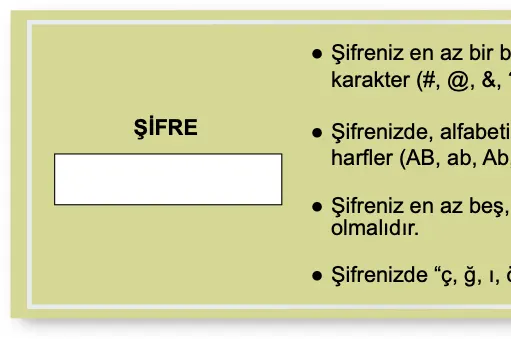 ŞİFRE
● Şifreniz en az bir b
karakter (#, @, &,
● Şifrenizde, alfabeti
harfler (AB, ab, Ab,
● Şifreniz en az beş,
olmalıdır.
● Şifrenizde “ç, ğ, ı,